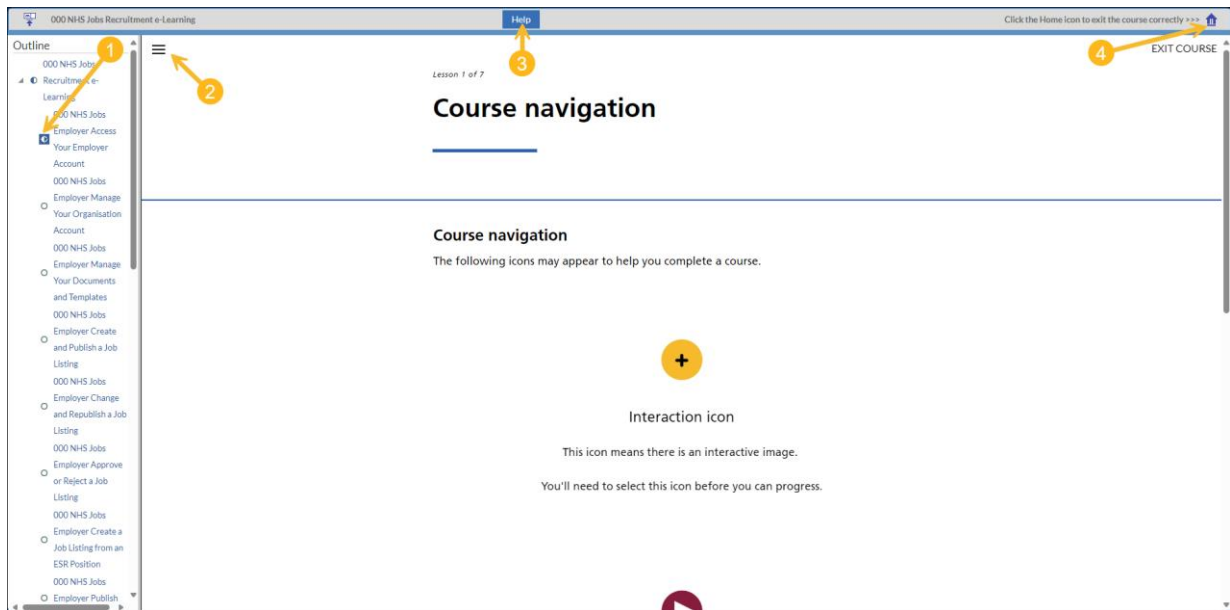 000 NHS Jobs Recruitment e-Learning
Help
Click the Home icon to exit the course correctly >>>
Outline
000 NHS Jobs
Recruitment e-
Learning
000 NHS Jobs
Employer Access
Your Employer
Account
000 NHS Jobs
Employer Manage
Your Organisation
Account
000 NHS Jobs
Employer Manage
Your Documents
and Templates
000 NHS Jobs
Employer Create
and Publish a Job
Listing
000 NHS Jobs
Employer Change
and Republish a Job
Listing
000 NHS Jobs
Employer Approve
or Reject a Job
Listing
000 NHS Jobs
Employer Create a
Job Listing from an
ESR Position
000 NHS Jobs
Employer Publish
1
2
3
4
EXIT COURSE
Lesson 1 of 7
Course navigation
Course navigation
The following icons may appear to help you complete a course.
+
Interaction icon
This icon means there is an interactive image.
You'll need to select this icon before you can progress.